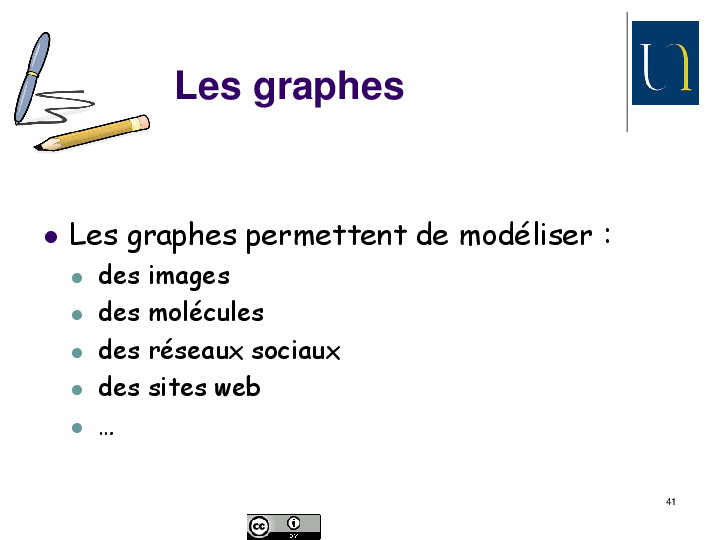 Les graphes
Les graphes permettent de modéliser :
des images
des molécules
des réseaux sociaux
des sites web
…
41
cc
BY